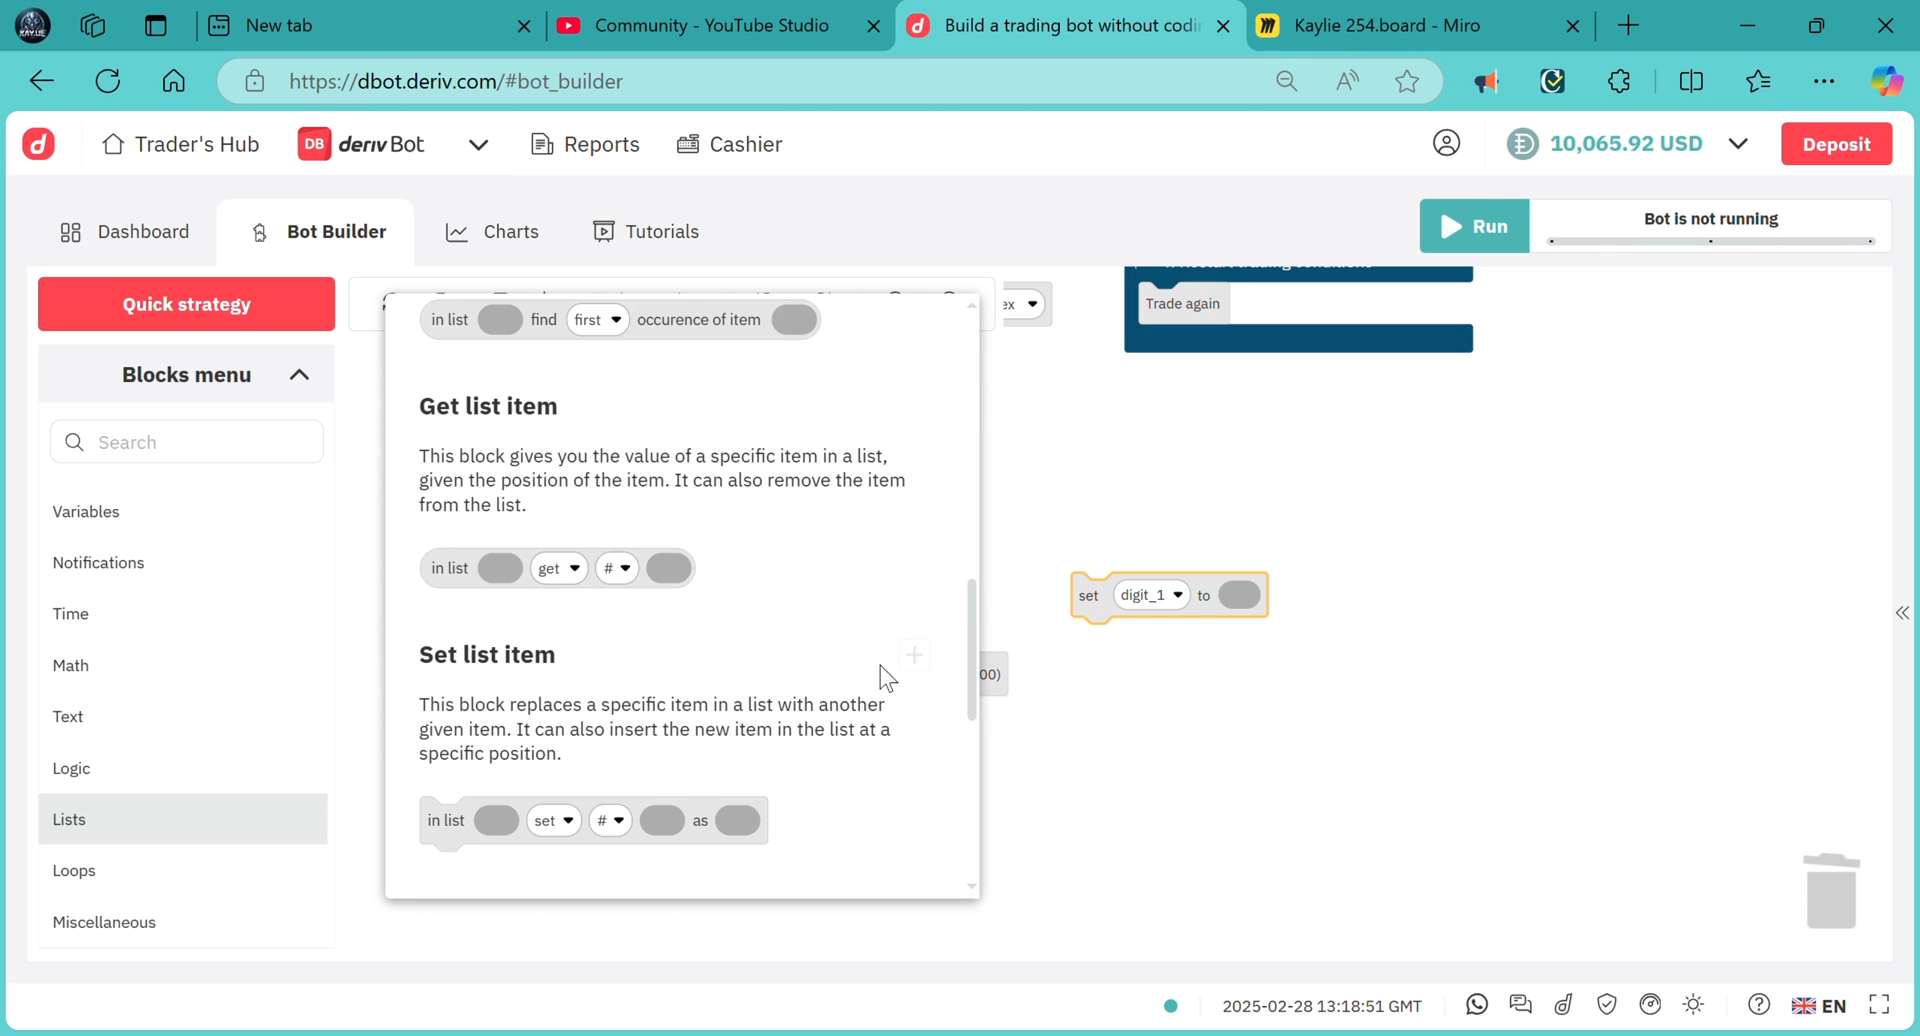 New tab
Community - YouTube Studio
Build a trading bot without codir
Kaylie 254.board - Miro
https://dbot.deriv.com/#bot_builder
Trader's Hub
DB deriv Bot
Reports
Cashier
10,065.92 USD
Deposit
Dashboard
Bot Builder
Charts
Tutorials
Run
Bot is not running
Quick strategy
Blocks menu
Search
Variables
Notifications
Time
Math
Text
Logic
Lists
Loops
Miscellaneous
in list find first occurence of item
Get list item
This block gives you the value of a specific item in a list,
given the position of the item. It can also remove the item
from the list.
in list get #
Set list item
This block replaces a specific item in a list with another
given item. It can also insert the new item in the list at a
specific position.
in list set # as
ex
Trade again
set digit_1 to
00)
2025-02-28 13:18:51 GMT
EN